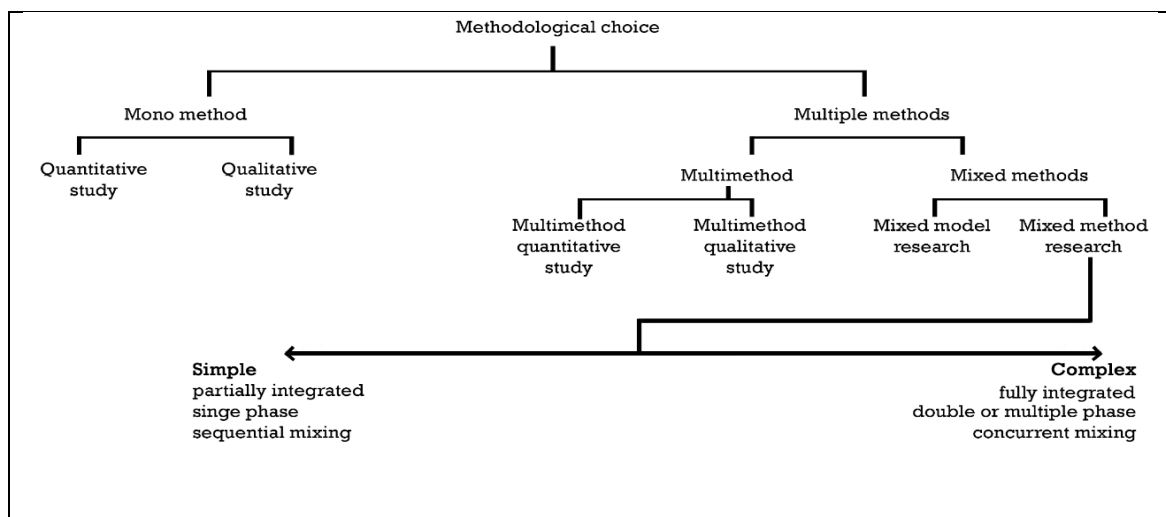 Methodological choice
Mono method
Multiple methods
Quantitative
study
Qualitative
study
Multimethod
Mixed methods
Multimethod
quantitative
study
Multimethod
qualitative
study
Mixed model
research
Mixed method
research
Simple
partially integrated
singe phase
sequential mixing
Complex
fully integrated
double or multiple phase
concurrent mixing